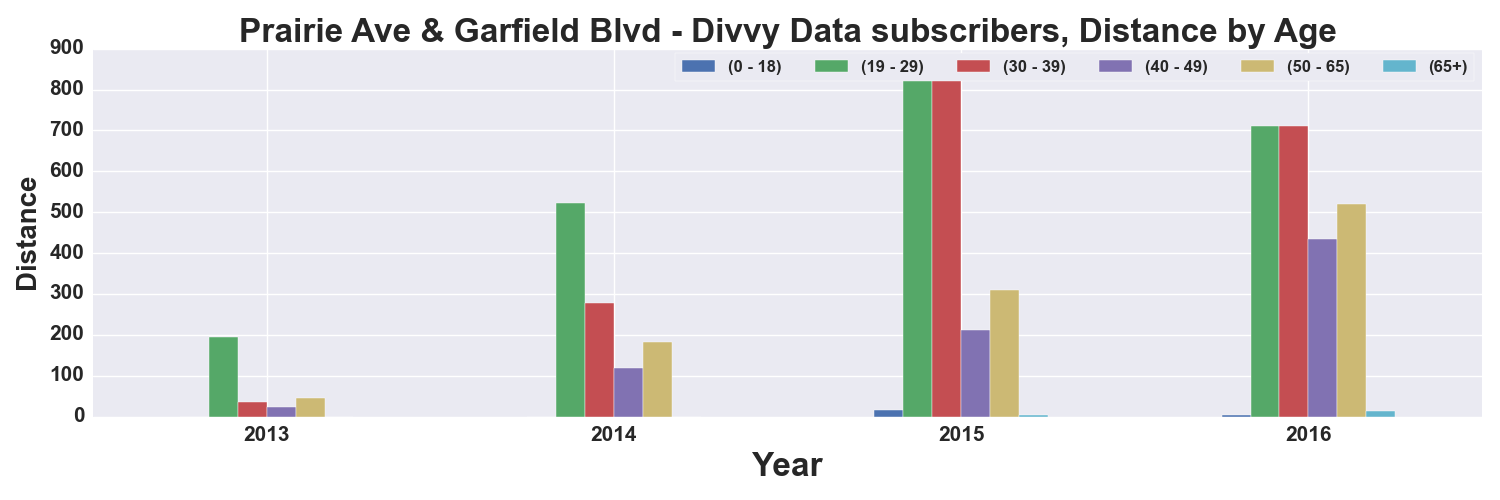 Prairie Ave & Garfield Blvd - Divvy Data subscribers, Distance by Age
(0 - 18) (19 - 29) (30 - 39) (40 - 49) (50 - 65) (65+)
Distance
900
800
700
600
500
400
300
200
100
0
2013 2014 2015 2016
Year